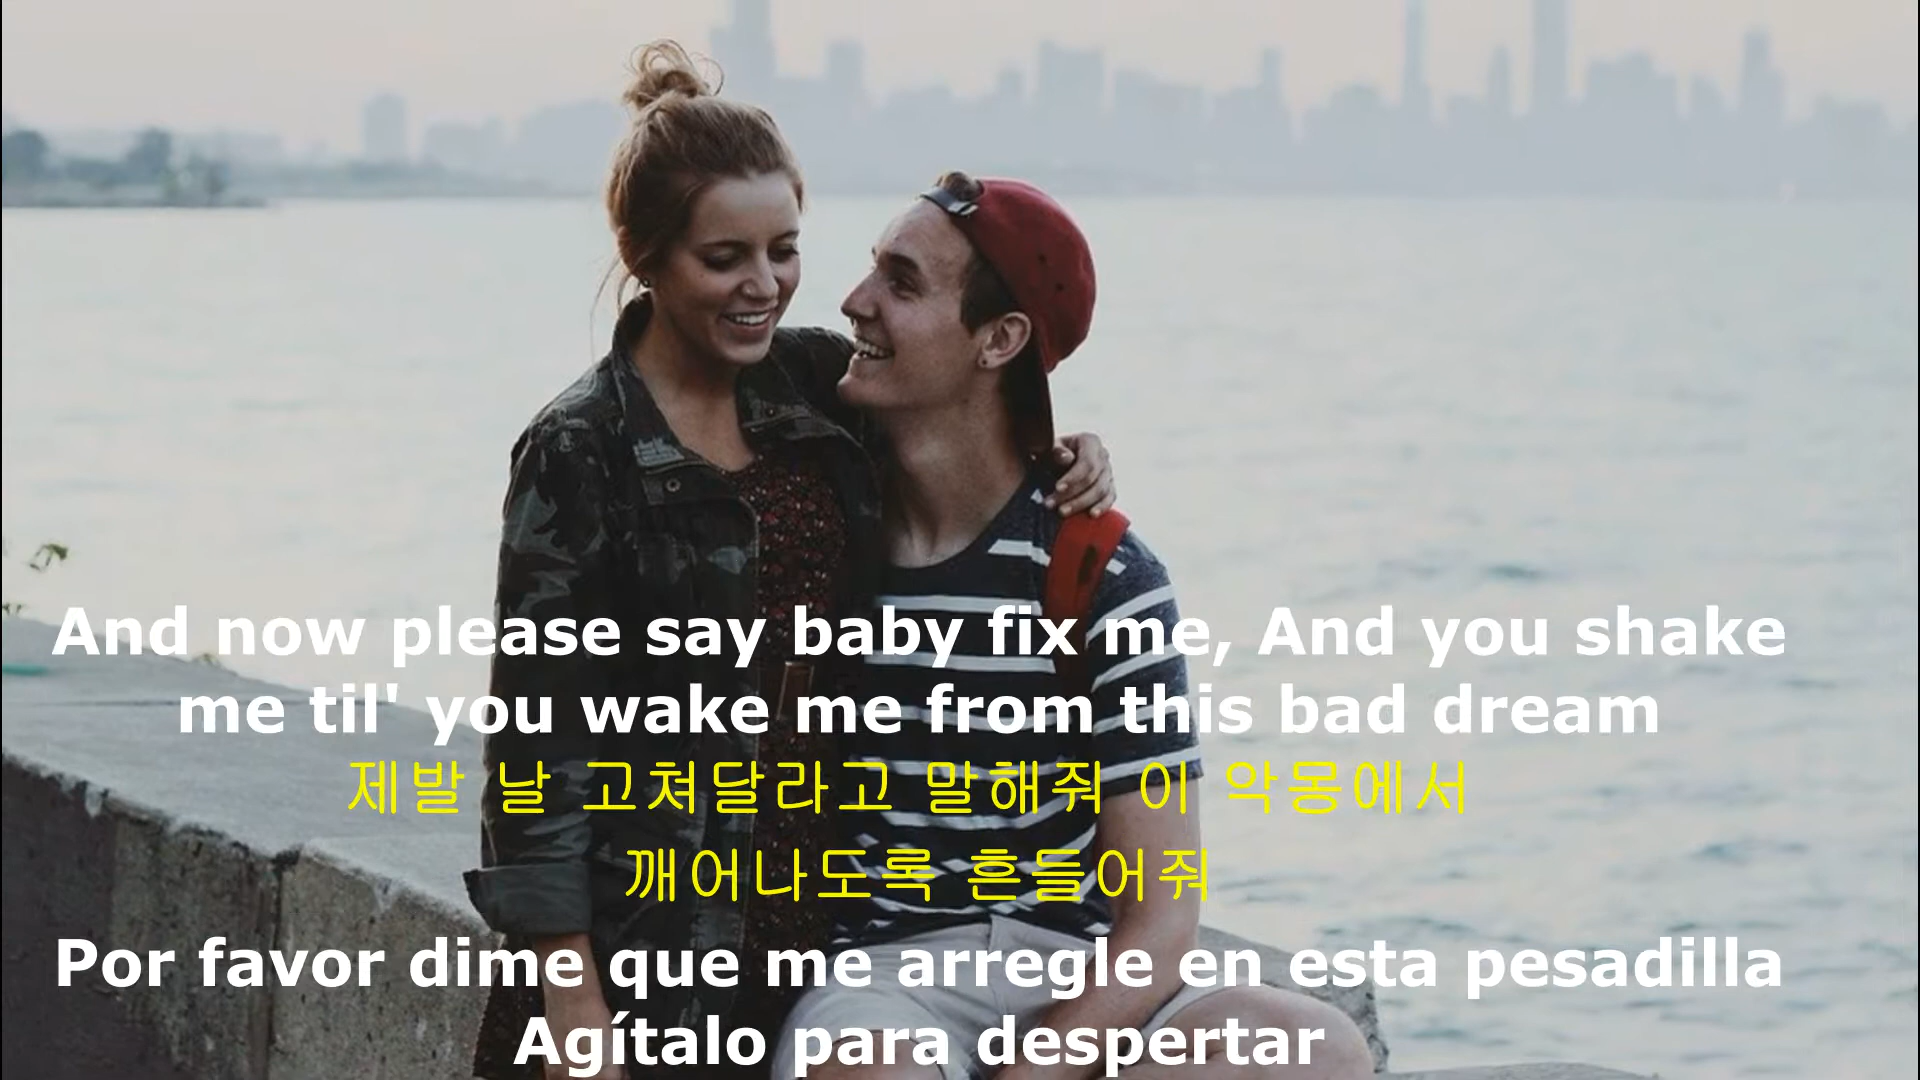 And now please say baby fix me, And you shake
me til' you wake me from this bad dream
제발 날 고쳐달라고 말해줘 이 악몽에서
깨어나도록 흔들어줘
Por favor dime que me arregle en esta pesadilla
Agítalo para despertar